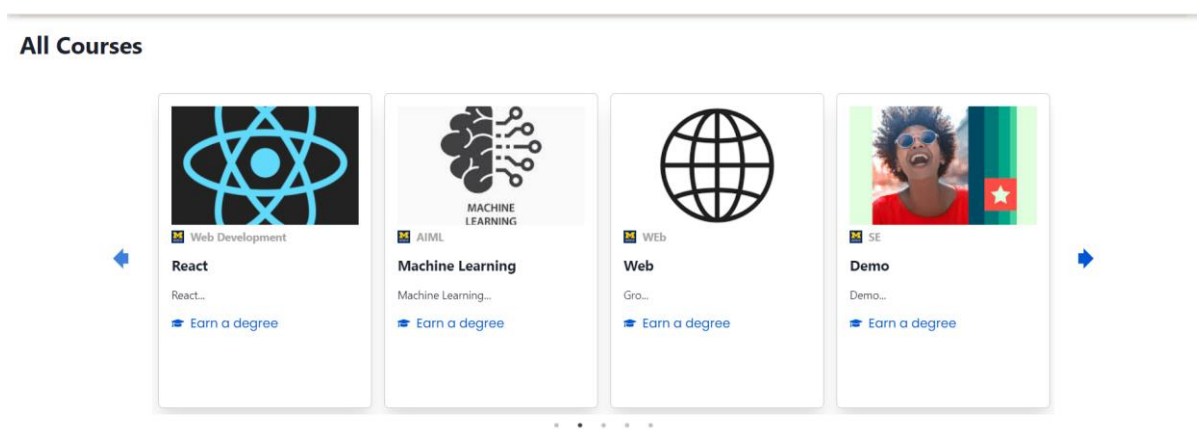 All Courses
MACHINE
LEARNING
Web Development
React
React...
Earn a degree
AIML
Machine Learning
Machine Learning...
Earn a degree
WEb
Web
Gro...
Earn a degree
SE
Demo
Demo...
Earn a degree